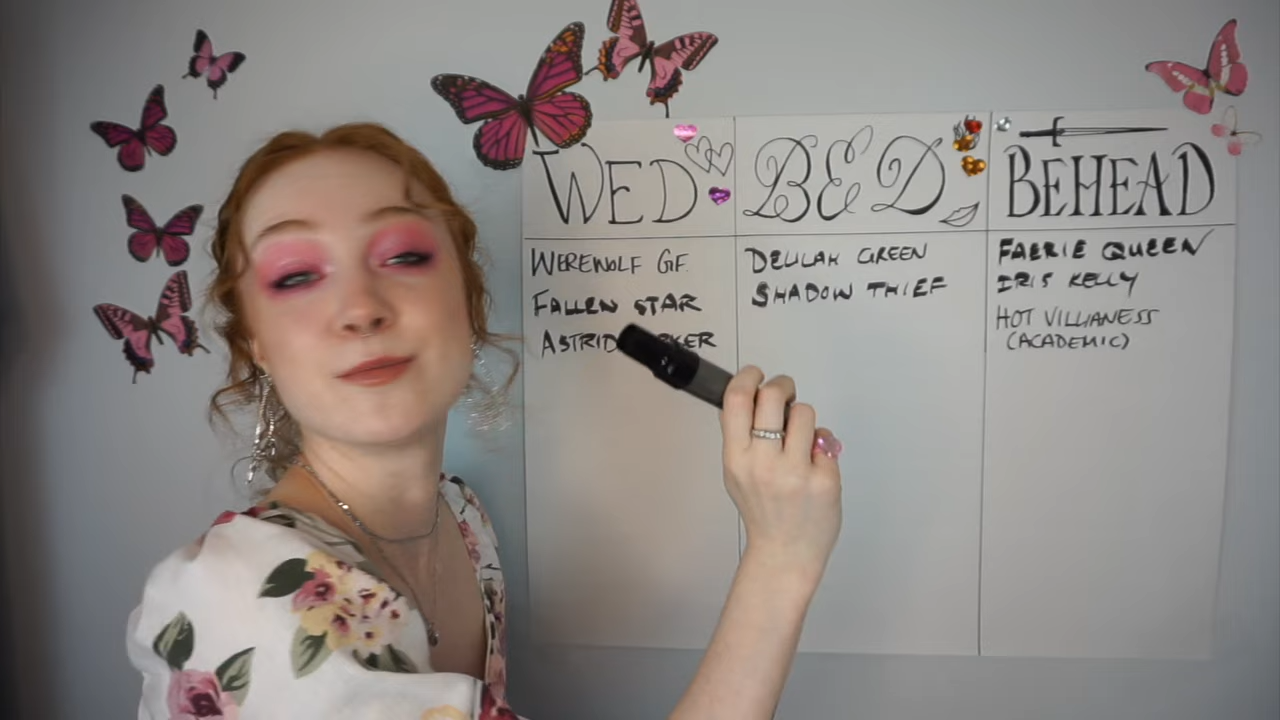 WED
WEREWOLF GF.
FALLEN STAR
ASTRID
BED
DELILAH GREEN
SHADOW THIEF
BEHEAD
FAERIE QUEEN
IRIS KELLY
HOT VILLIANESS
(ACADEMIC)